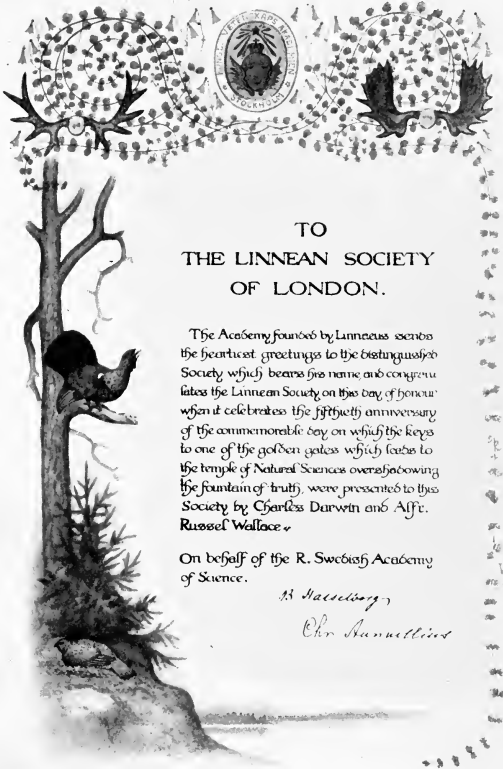 KUNGL. VETENSKAPS AKADEMIEN
STOCKHOLM
TO
THE LINNEAN SOCIETY
OF LONDON.
The Academy founded by Linnaeus sends
the heartiest greetings to the distinguished
Society which bears his name, and congratu
lates the Linnean Society on this day of honour
when it celebrates the fiftieth anniversary
of the commemorable day on which the keys
to one of the golden gates which leads to
the temple of Natural Sciences overshadowing
the fountain of truth, were presented to this
Society by Charles Darwin and Alfr.
Russel Wallace.
On behalf of the R. Swedish Academy
of Science.
B Hasselberg
Chr Aurivillius